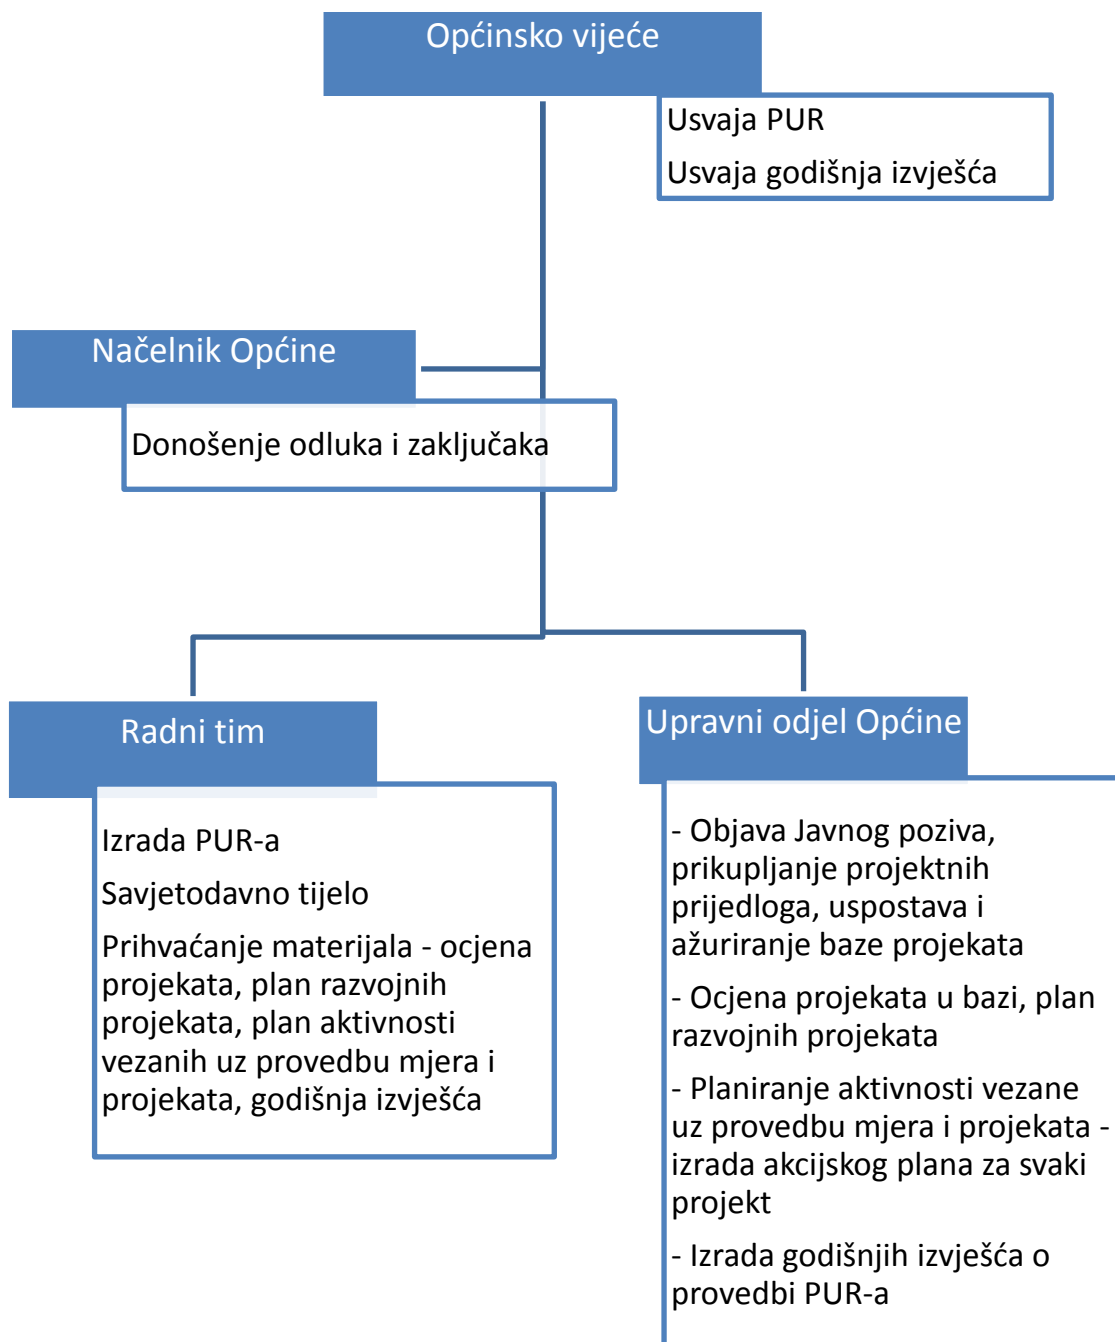 Općinsko vijeće
Usvaja PUR
Usvaja godišnja izvješća
Načelnik Općine
Donošenje odluka i zaključaka
Radni tim
Izrada PUR-a
Savjetodavno tijelo
Prihvaćanje materijala - ocjena
projekata, plan razvojnih
projekata, plan aktivnosti
vezanih uz provedbu mjera i
projekata, godišnja izvješća
Upravni odjel Općine
- Objava Javnog poziva,
prikupljanje projektnih
prijedloga, uspostava i
ažuriranje baze projekata
- Ocjena projekata u bazi, plan
razvojnih projekata
- Planiranje aktivnosti vezane
uz provedbu mjera i projekata -
izrada akcijskog plana za svaki
projekt
- Izrada godišnjih izvješća o
provedbi PUR-a